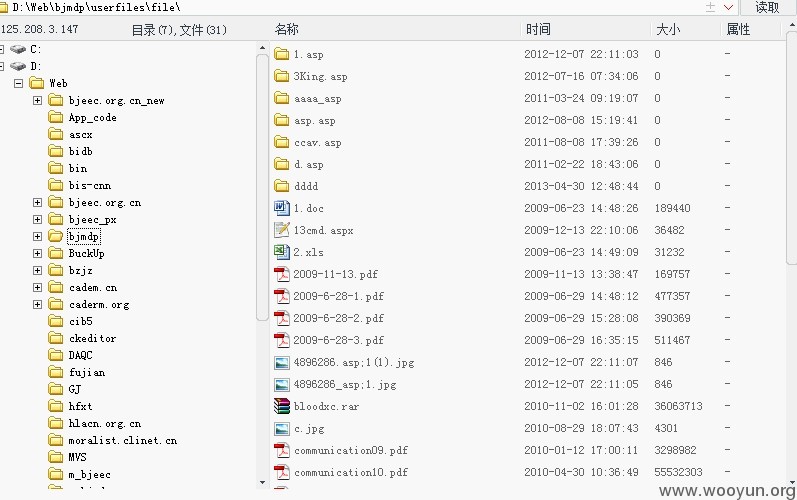 D:\Web\bjmdp\userfiles\file\ 读取
125.208.3.147 目录(7),文件(31) 名称 时间 大小 属性
C:
D:
Web
bjeec.org.cn_new
App_code
ascx
bidb
bin
bis-cnn
bjeec.org.cn
bjeec_px
bjmdp
BuckUp
bzjz
cadem.cn
caderm.org
cib5
ckeditor
DAQC
fujian
GJ
hfxt
hlacn.org.cn
moralist.clinet.cn
MVS
m_bjeec
1.asp 2012-12-07 22:11:03 0 -
3King.asp 2012-07-16 07:34:06 0 -
aaaa_asp 2011-03-24 09:19:07 0 -
asp.asp 2012-08-08 15:19:41 0 -
ccav.asp 2011-08-08 17:39:26 0 -
d.asp 2011-02-22 18:43:06 0 -
dddd 2013-04-30 12:48:44 0 -
1.doc 2009-06-23 14:48:26 189440 -
13cmd.aspx 2009-12-13 22:10:06 36482 -
2.xls 2009-06-23 14:49:09 31232 -
2009-11-13.pdf 2009-11-13 13:38:47 169757 -
2009-6-28-1.pdf 2009-06-29 14:48:12 477357 -
2009-6-28-2.pdf 2009-06-29 15:28:08 390369 -
2009-6-28-3.pdf 2009-06-29 16:35:15 511467 -
4896286.asp;1(1).jpg 2012-12-07 22:11:07 846 -
4896286_asp;1.jpg 2012-12-07 22:11:05 846 -
bloodxc.rar 2010-11-02 16:01:28 36063713 -
c.jpg 2010-08-29 18:07:43 4301 -
communication09.pdf 2010-01-12 17:00:11 3298982 -
communication10.pdf 2010-04-30 10:36:49 55532303 -
www.wooyun.org